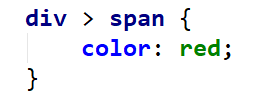 div > span {
    color: red;
}